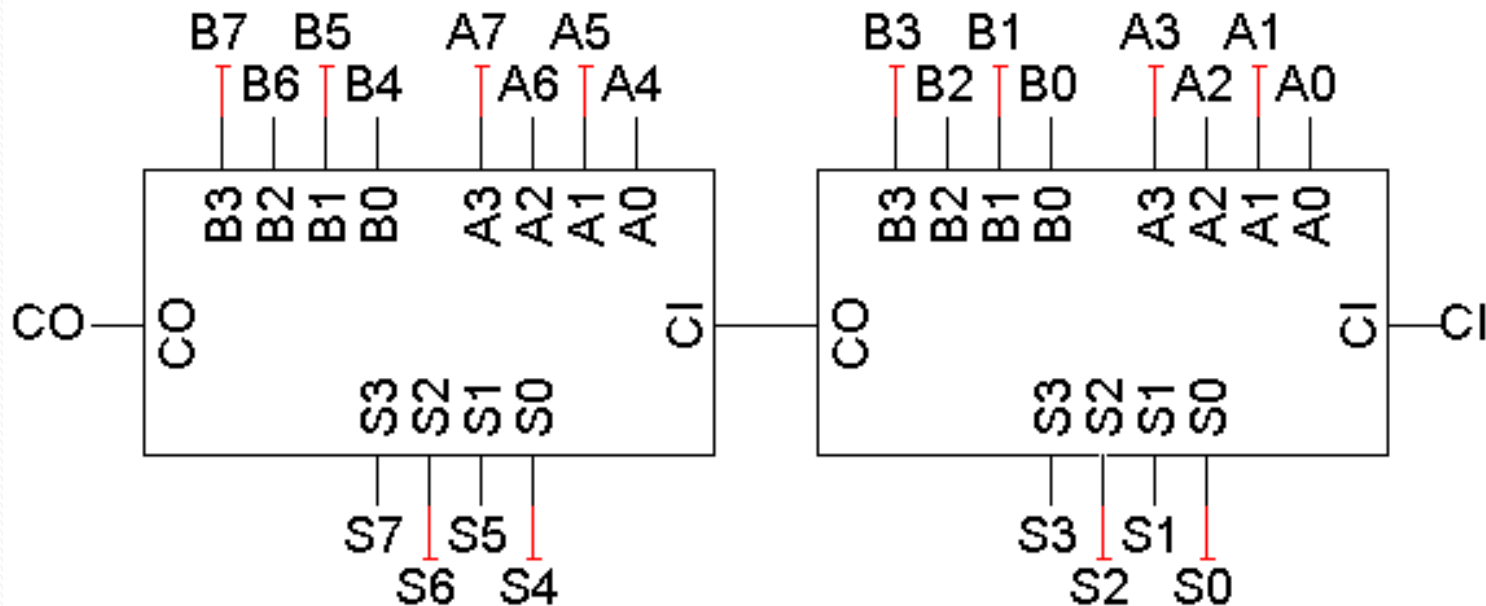 B7 B5 A7 A5 B3 B1 A3 A1
B6 B4 A6 A4 B2 B0 A2 A0
B3 B2 B1 B0 A3 A2 A1 A0 B3 B2 B1 B0 A3 A2 A1 A0
CO CO CI CO CI CI
S3 S2 S1 S0 S3 S2 S1 S0
S7 S5 S3 S1
S6 S4 S2 S0